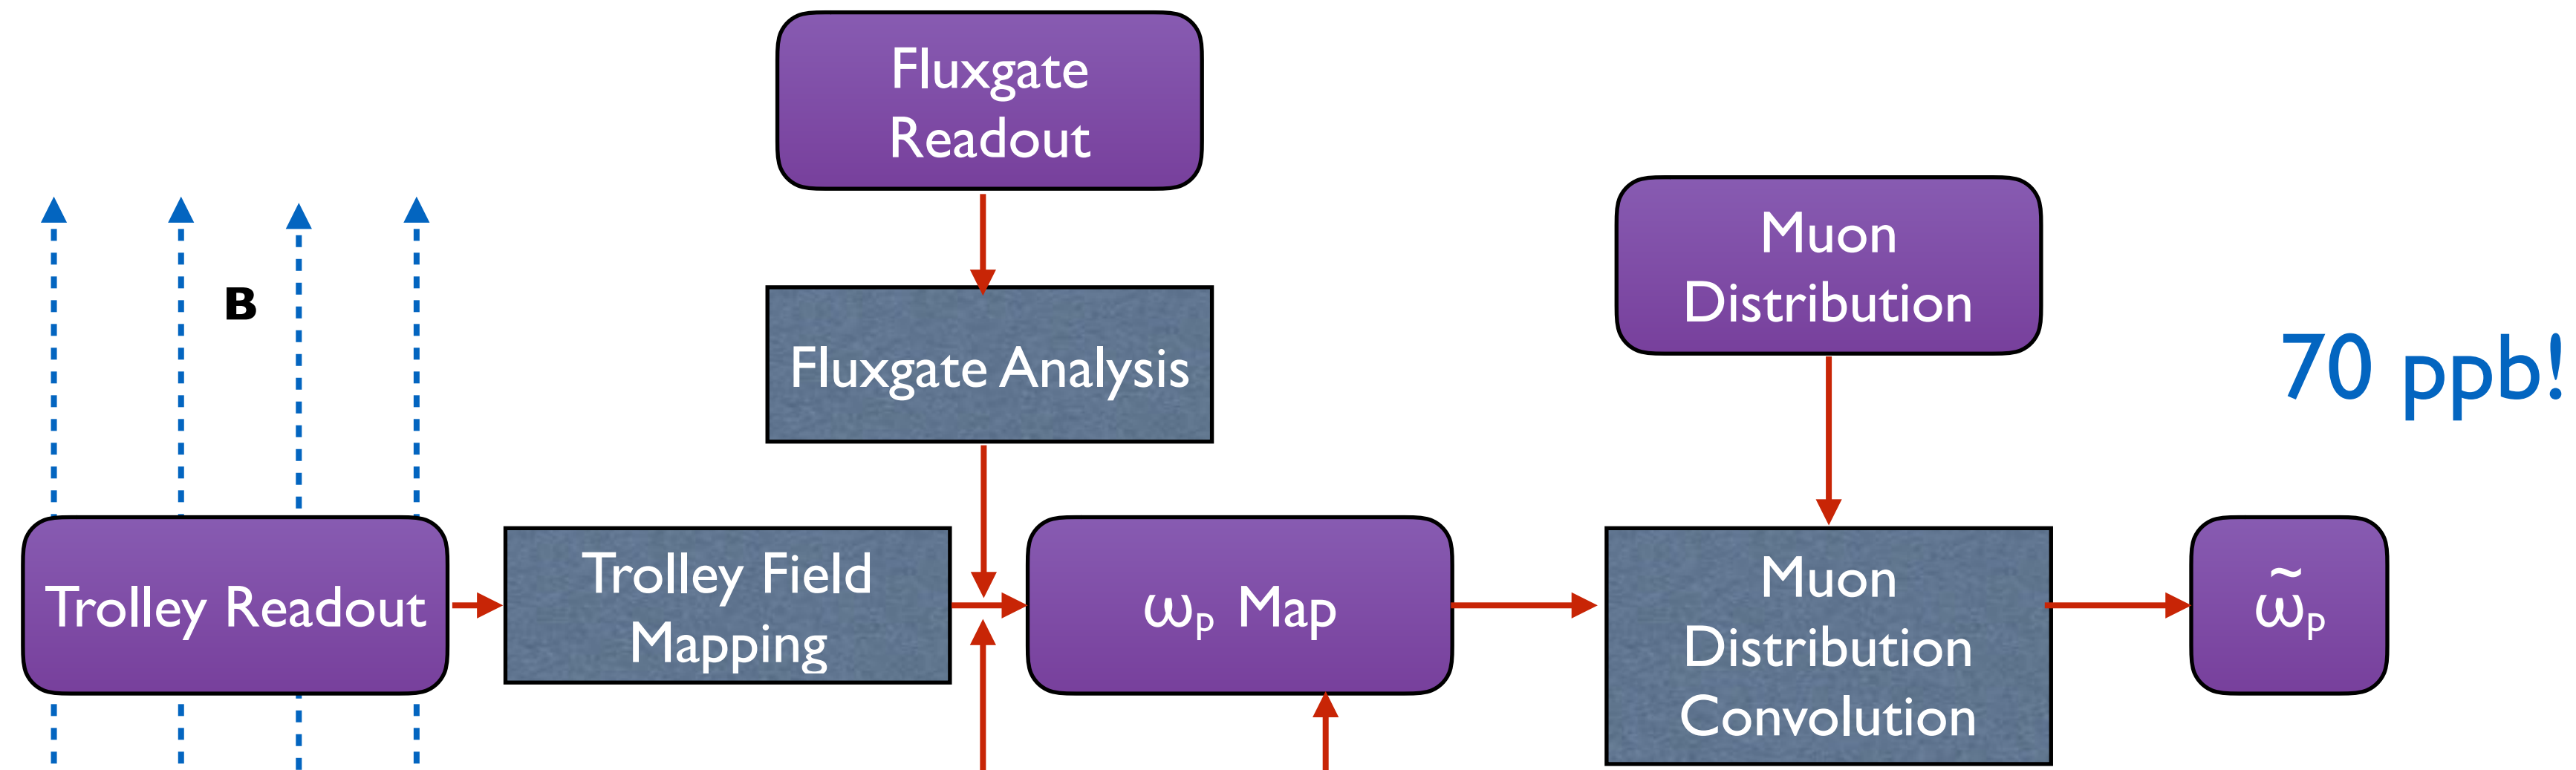 Fluxgate
Readout
B
Fluxgate Analysis
Muon
Distribution
70 ppb!
Trolley Readout
Trolley Field
Mapping
ωₚ Map
Muon
Distribution
Convolution
ω̃ₚ